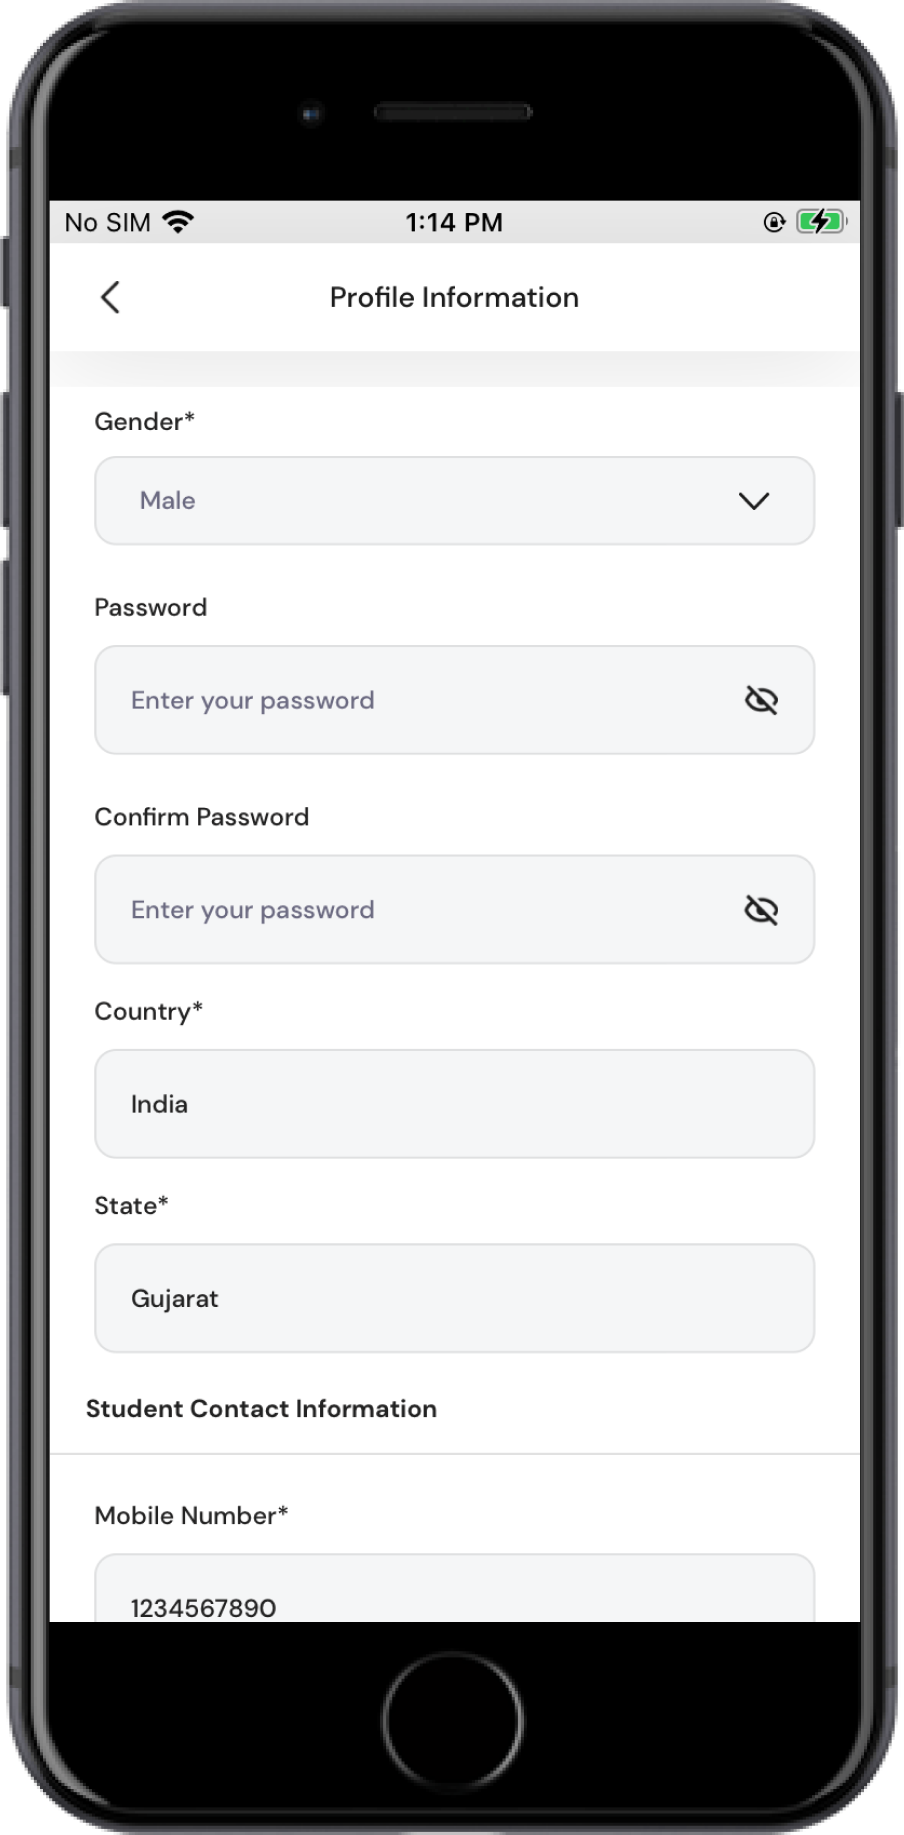 No SIM 1:14 PM
Profile Information
Gender*
Male
Password
Enter your password
Confirm Password
Enter your password
Country*
India
State*
Gujarat
Student Contact Information
Mobile Number*
1234567890